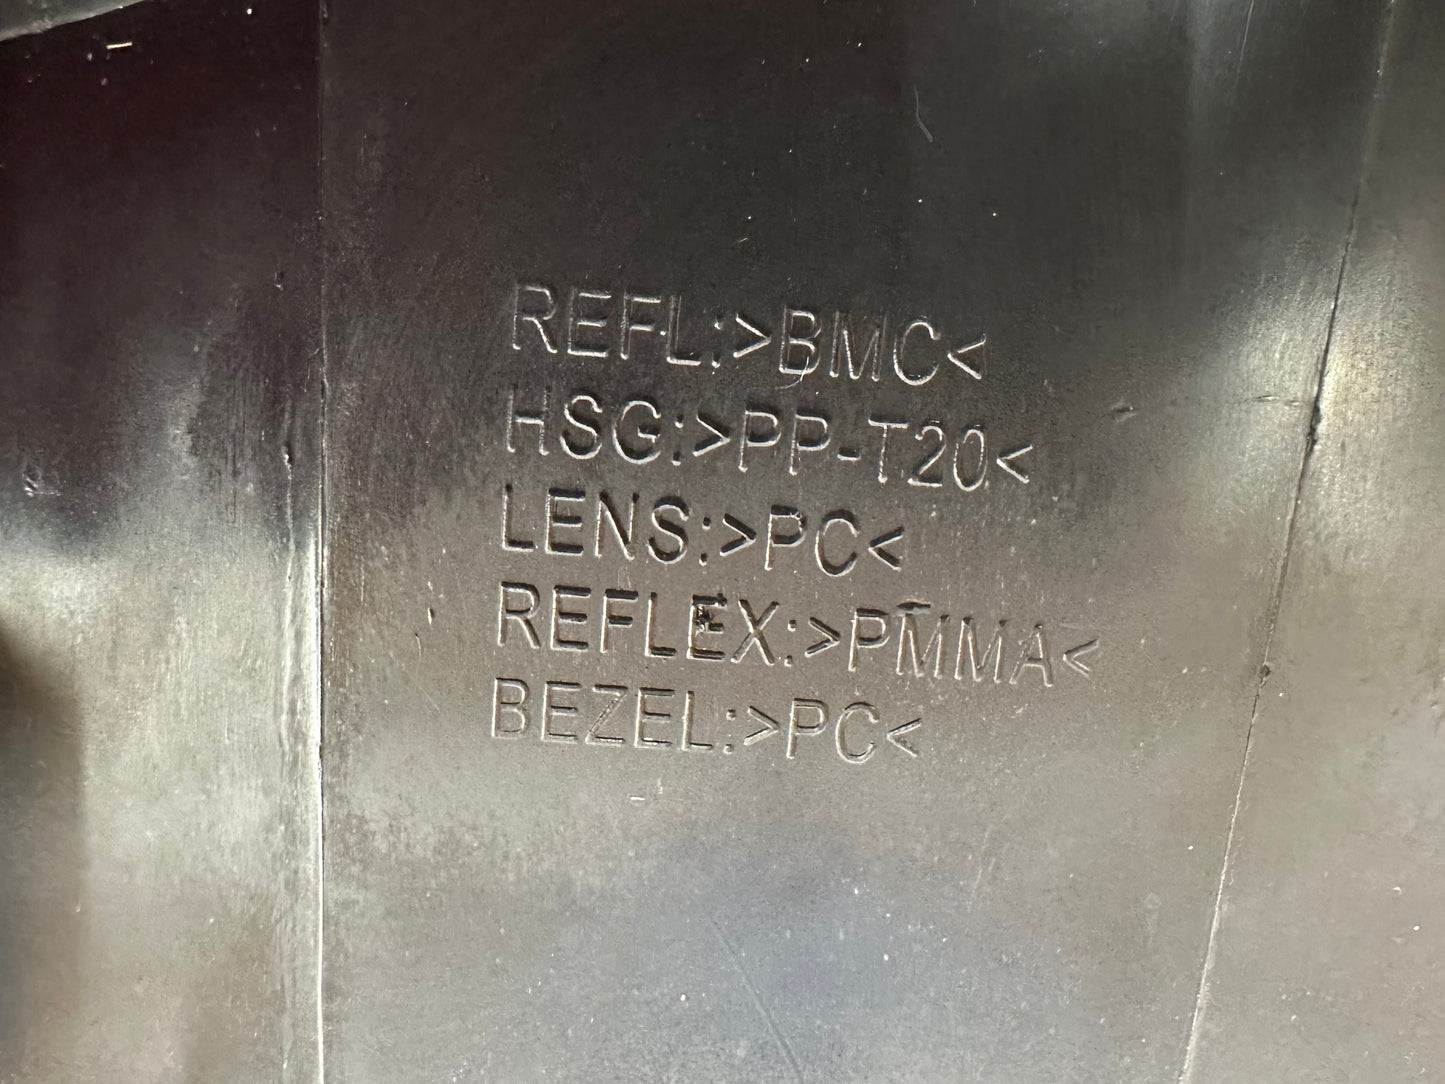 REFL:>BMC<
HSG:>PP-T20<
LENS:>PC<
REFLEX:>PMMA<
BEZEL:>PC<